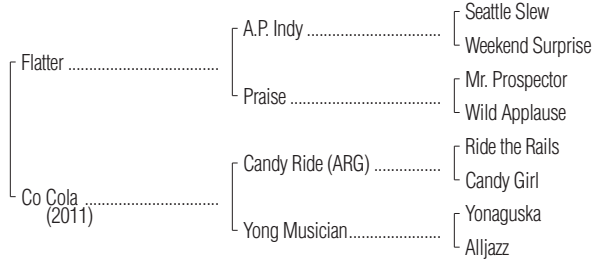 Seattle Slew
A.P. Indy
Weekend Surprise
Flatter
Mr. Prospector
Praise
Wild Applause
Ride the Rails
Candy Ride (ARG)
Candy Girl
Co Cola
(2011)
Yonaguska
Yong Musician
Alljazz